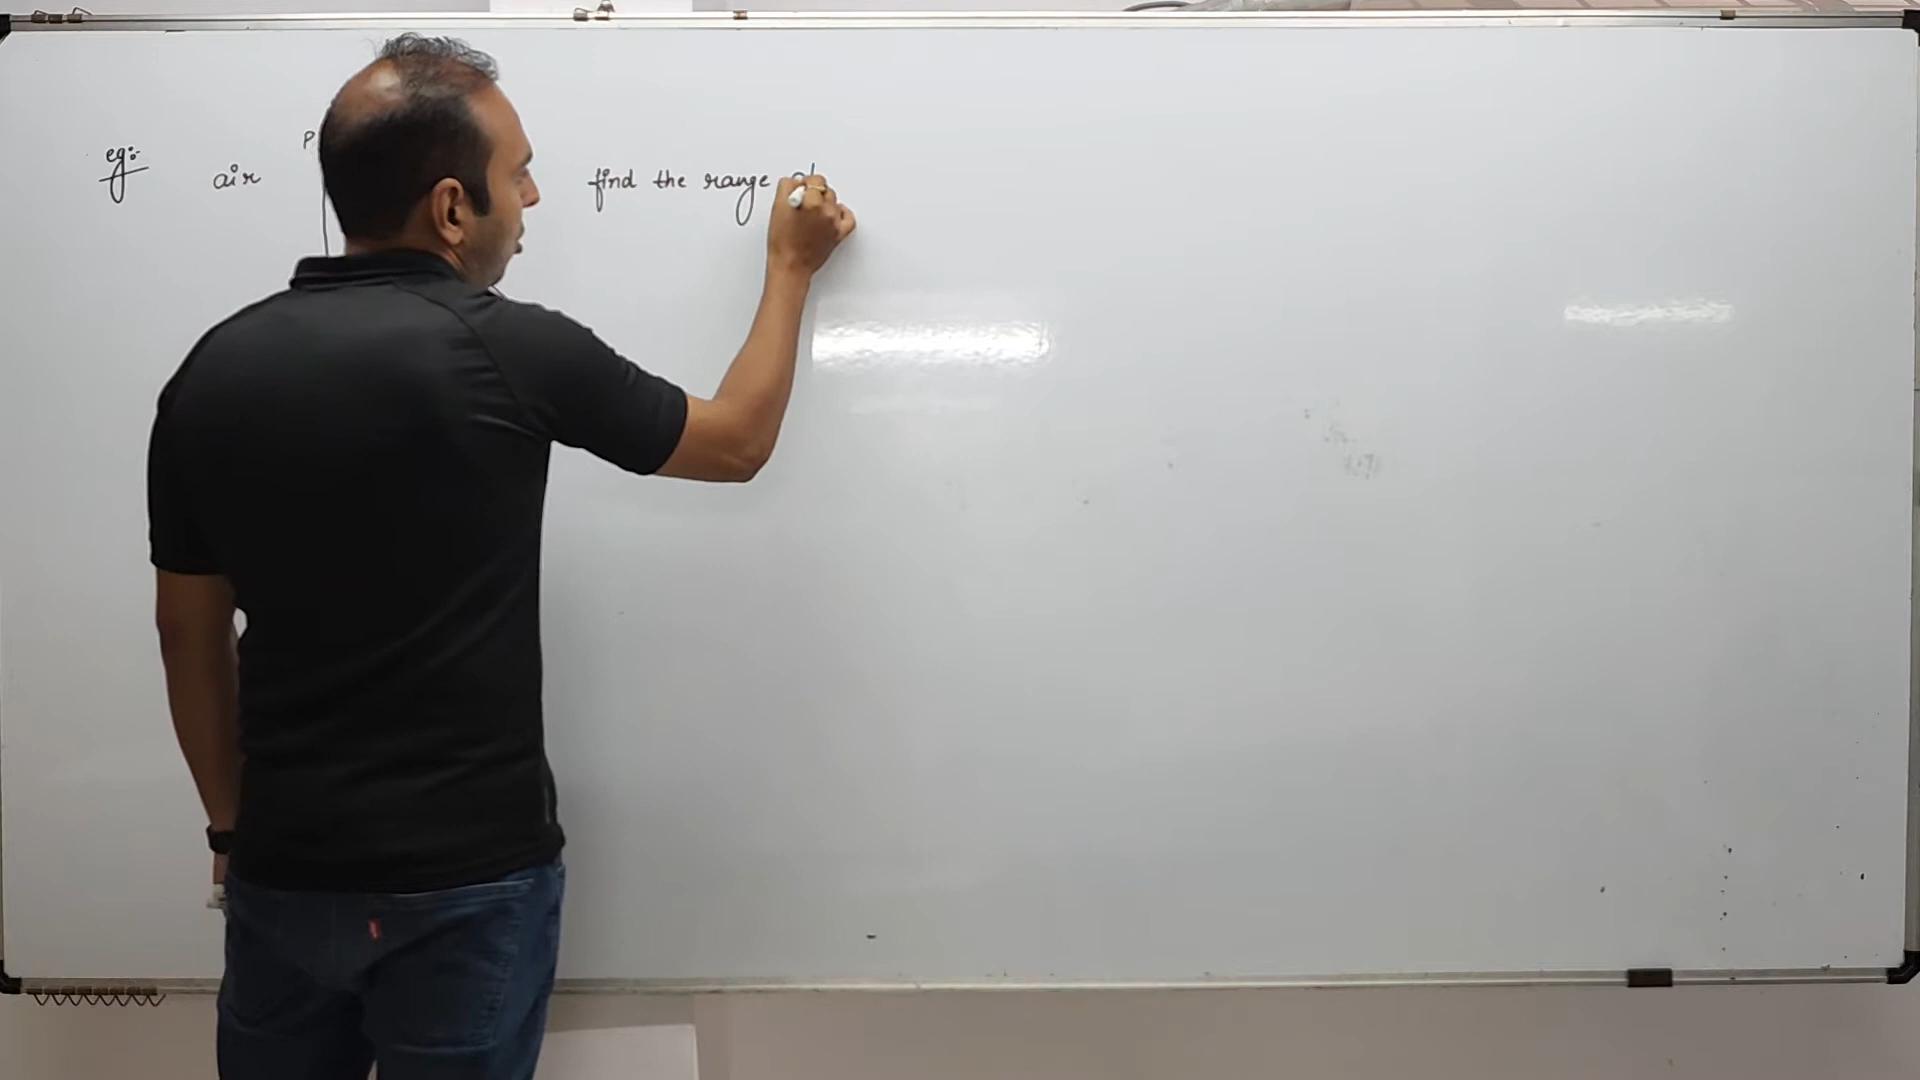 eg:-
air
P
find the range